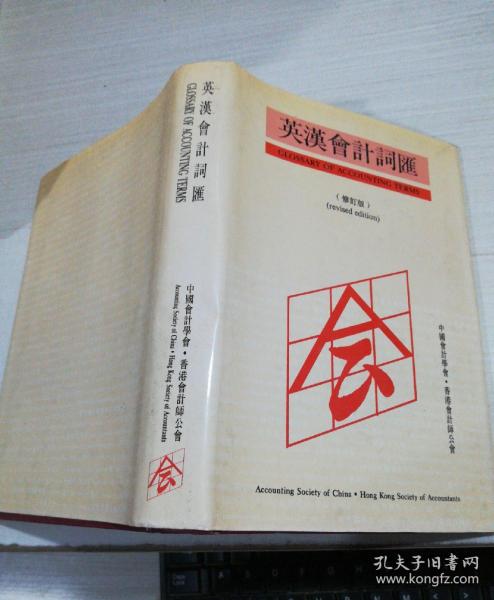 英漢會計詞匯
GLOSSARY OF ACCOUNTING TERMS
中國會計學會・香港會計師公會
Accounting Society of China・Hong Kong Society of Accountants
会
英漢會計詞匯
GLOSSARY OF ACCOUNTING TERMS
（修訂版）
(revised edition)
会
中國會計學會・香港會計師公會
Accounting Society of China・Hong Kong Society of Accountants
孔夫子旧书网
www.kongfz.com